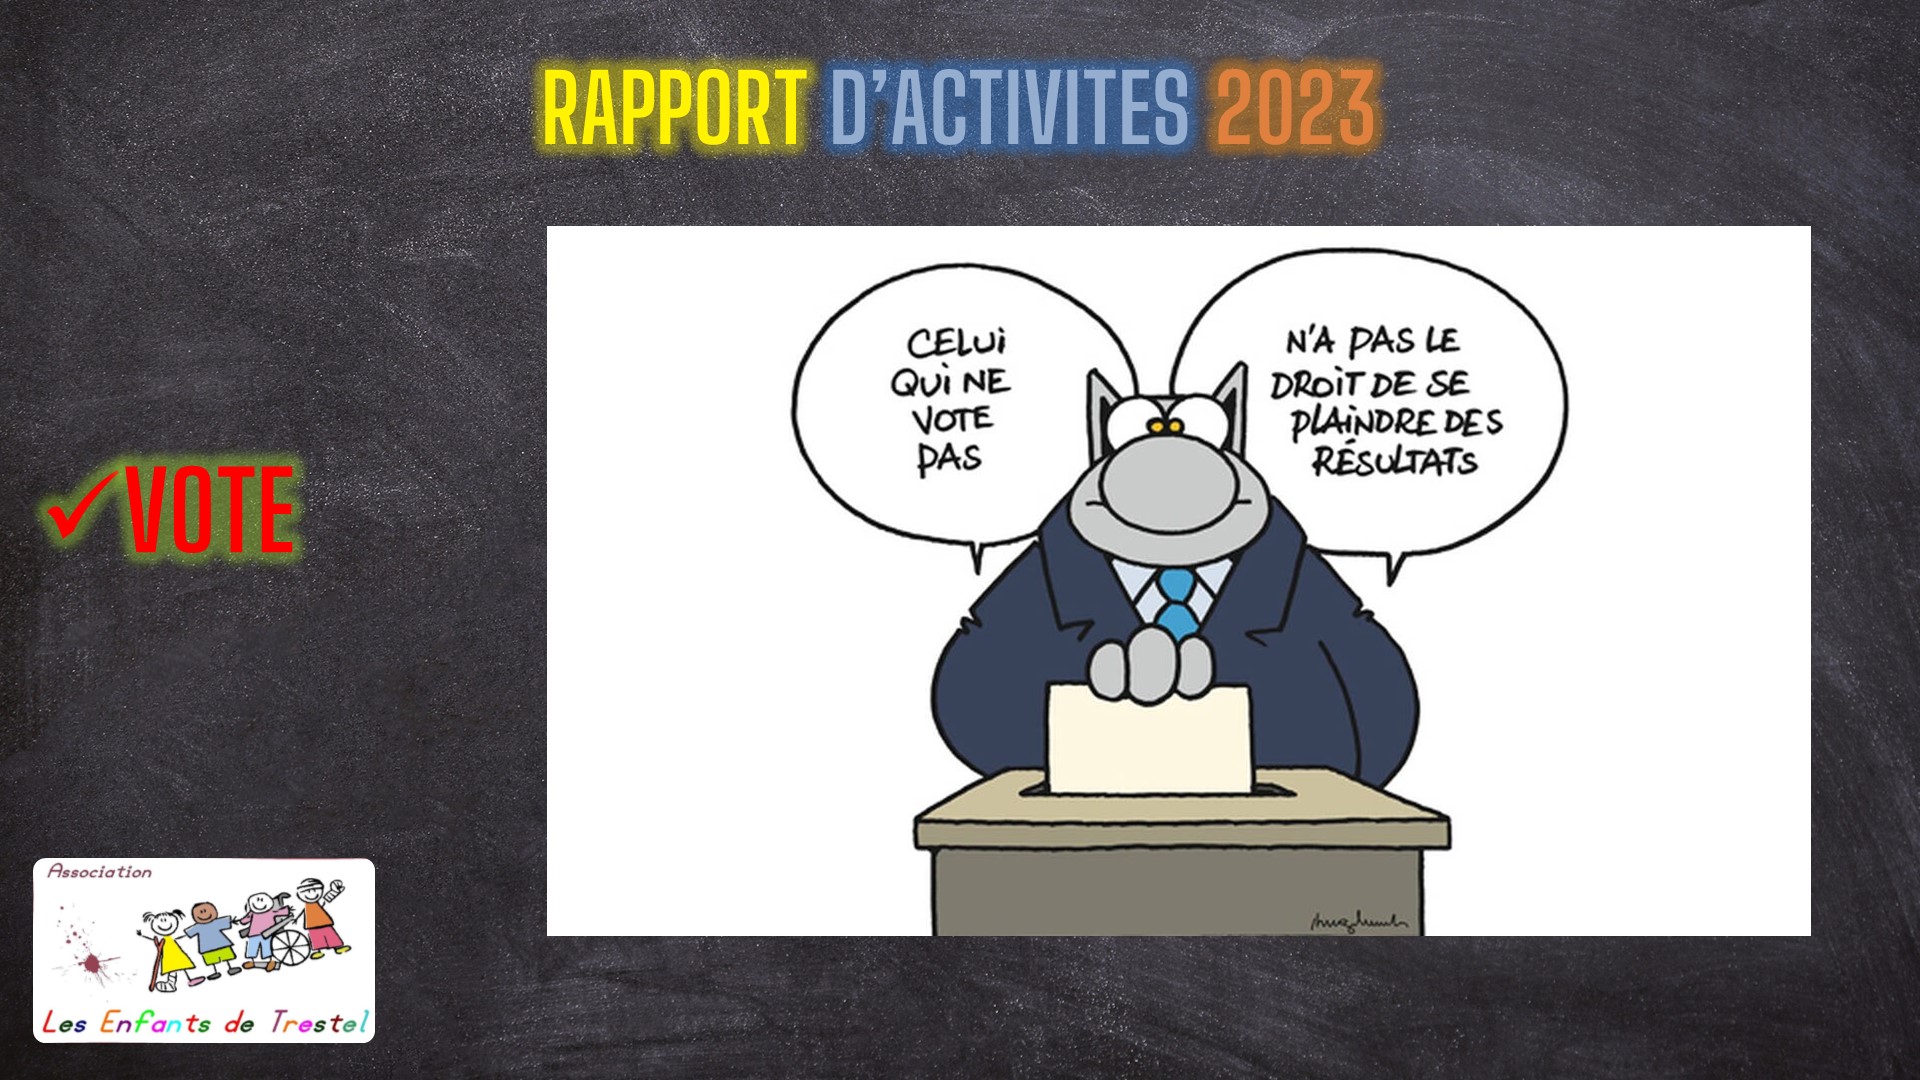 RAPPORT D’ACTIVITES 2023
CELUI
QUI NE
VOTE
PAS
N'A PAS LE
DROIT DE SE
PLAINDRE DES
RÉSULTATS
✓VOTE
Association
Les Enfants de Trestel